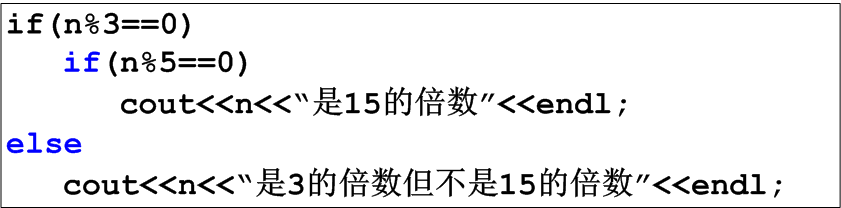 if(n%3==0)
if(n%5==0)
cout<<n<<“是15的倍数”<<endl;
else
cout<<n<<“是3的倍数但不是15的倍数”<<endl;